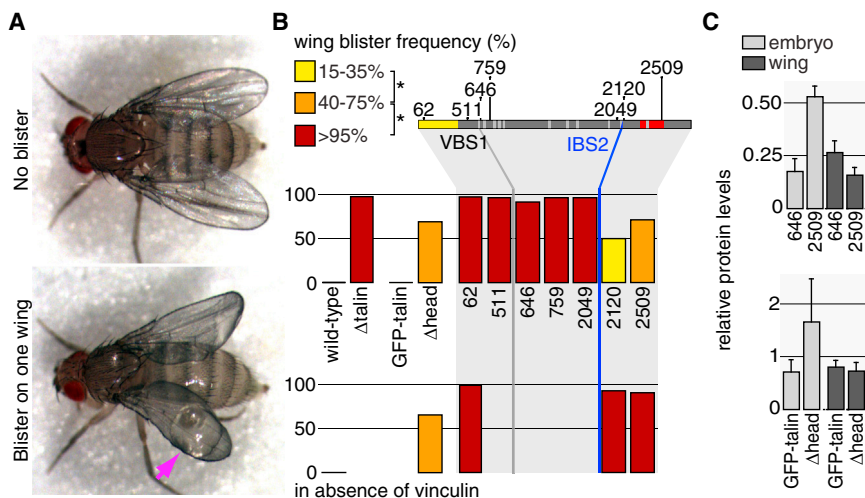 A
No blister
Blister on one wing
B
wing blister frequency (%)
15-35%
40-75%
>95%
*
*
62
511
646
759
2049
2120
2509
VBS1
IBS2
100
50
0
wild-type
Δtalin
GFP-talin
Δhead
62
511
646
759
2049
2120
2509
100
50
0
in absence of vinculin
C
embryo
wing
relative protein levels
0.50
0.25
0
646
2509
646
2509
2
1
0
GFP-talin
Δhead
GFP-talin
Δhead